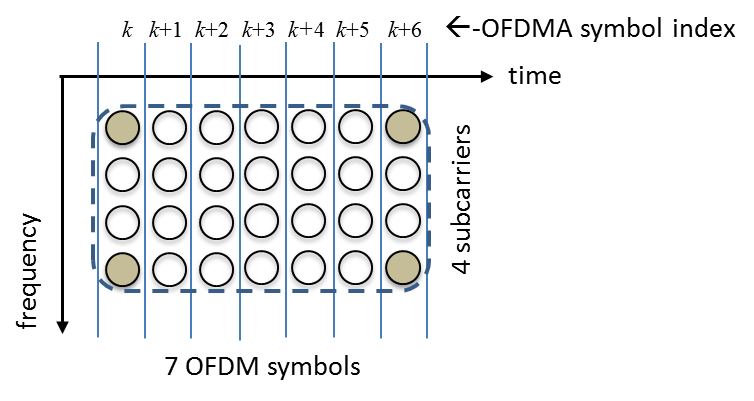 k k+1 k+2 k+3 k+4 k+5 k+6 ←-OFDMA symbol index
time
frequency
4 subcarriers
7 OFDM symbols